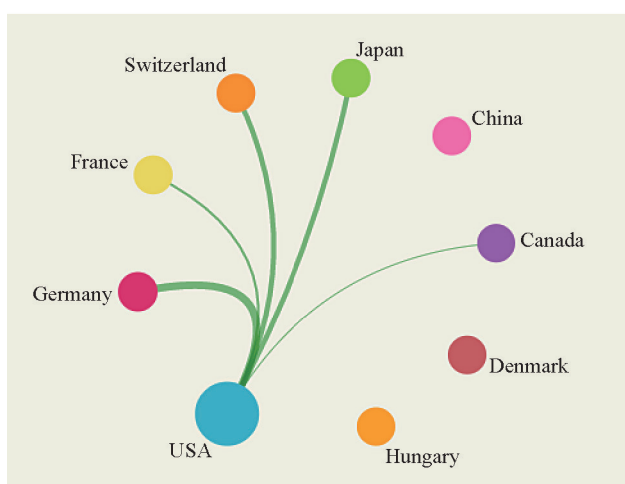 Japan
Switzerland
China
France
Canada
Germany
Denmark
USA
Hungary